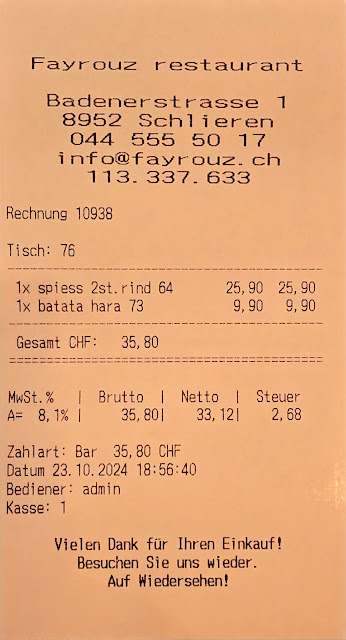 Fayrouz restaurant
Badenerstrasse 1
8952 Schlieren
044 555 50 17
info@fayrouz.ch
113.337.633
Rechnung 10938
Tisch: 76
1x spiess 2st.rind 64 25,90 25,90
1x batata hara 73 9,90 9,90
Gesamt CHF: 35,80
MwSt.% | Brutto | Netto | Steuer
A= 8,1% | 35,80| 33,12| 2,68
Zahlart: Bar 35,80 CHF
Datum 23.10.2024 18:56:40
Bediener: admin
Kasse: 1
Vielen Dank für Ihren Einkauf!
Besuchen Sie uns wieder.
Auf Wiedersehen!